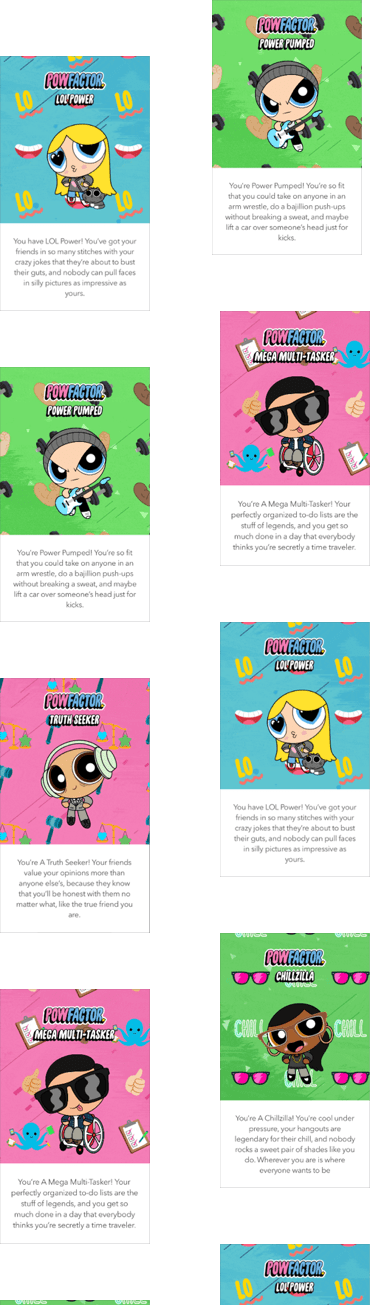 POWFACTOR
POWER PUMPED
You're Power Pumped! You're so fit
that you could take on anyone in an
arm wrestle, do a bajillion push-ups
without breaking a sweat, and maybe
lift a car over someone's head just for
kicks.
POWFACTOR
LOL POWER
LO
LO
LO
LO
You have LOL Power! You've got your
friends in so many stitches with your
crazy jokes that they're about to bust
their guts, and nobody can pull faces
in silly pictures as impressive as
yours.
POWFACTOR
MEGA MULTI-TASKER
You're A Mega Multi-Tasker! Your
perfectly organized to-do lists are the
stuff of legends, and you get so
much done in a day that everybody
thinks you're secretly a time traveler.
POWFACTOR
POWER PUMPED
You're Power Pumped! You're so fit
that you could take on anyone in an
arm wrestle, do a bajillion push-ups
without breaking a sweat, and maybe
lift a car over someone's head just for
kicks.
POWFACTOR
LOL POWER
LO
LO
LO
LO
You have LOL Power! You've got your
friends in so many stitches with your
crazy jokes that they're about to bust
their guts, and nobody can pull faces
in silly pictures as impressive as
yours.
POWFACTOR
TRUTH SEEKER
You're A Truth Seeker! Your friends
value your opinions more than
anyone else's, because they know
that you'll be honest with them no
matter what, like the true friend you
are.
POWFACTOR
CHILLZILLA
CHILL
CHILL
You're A Chillzilla! You're cool under
pressure, your hangouts are
legendary for their chill, and nobody
rocks a sweet pair of shades like you
do. Wherever you are is where
everyone wants to be
POWFACTOR
MEGA MULTI-TASKER
You're A Mega Multi-Tasker! Your
perfectly organized to-do lists are the
stuff of legends, and you get so
much done in a day that everybody
thinks you're secretly a time traveler.
POWFACTOR
LOL POWER
LO
LO